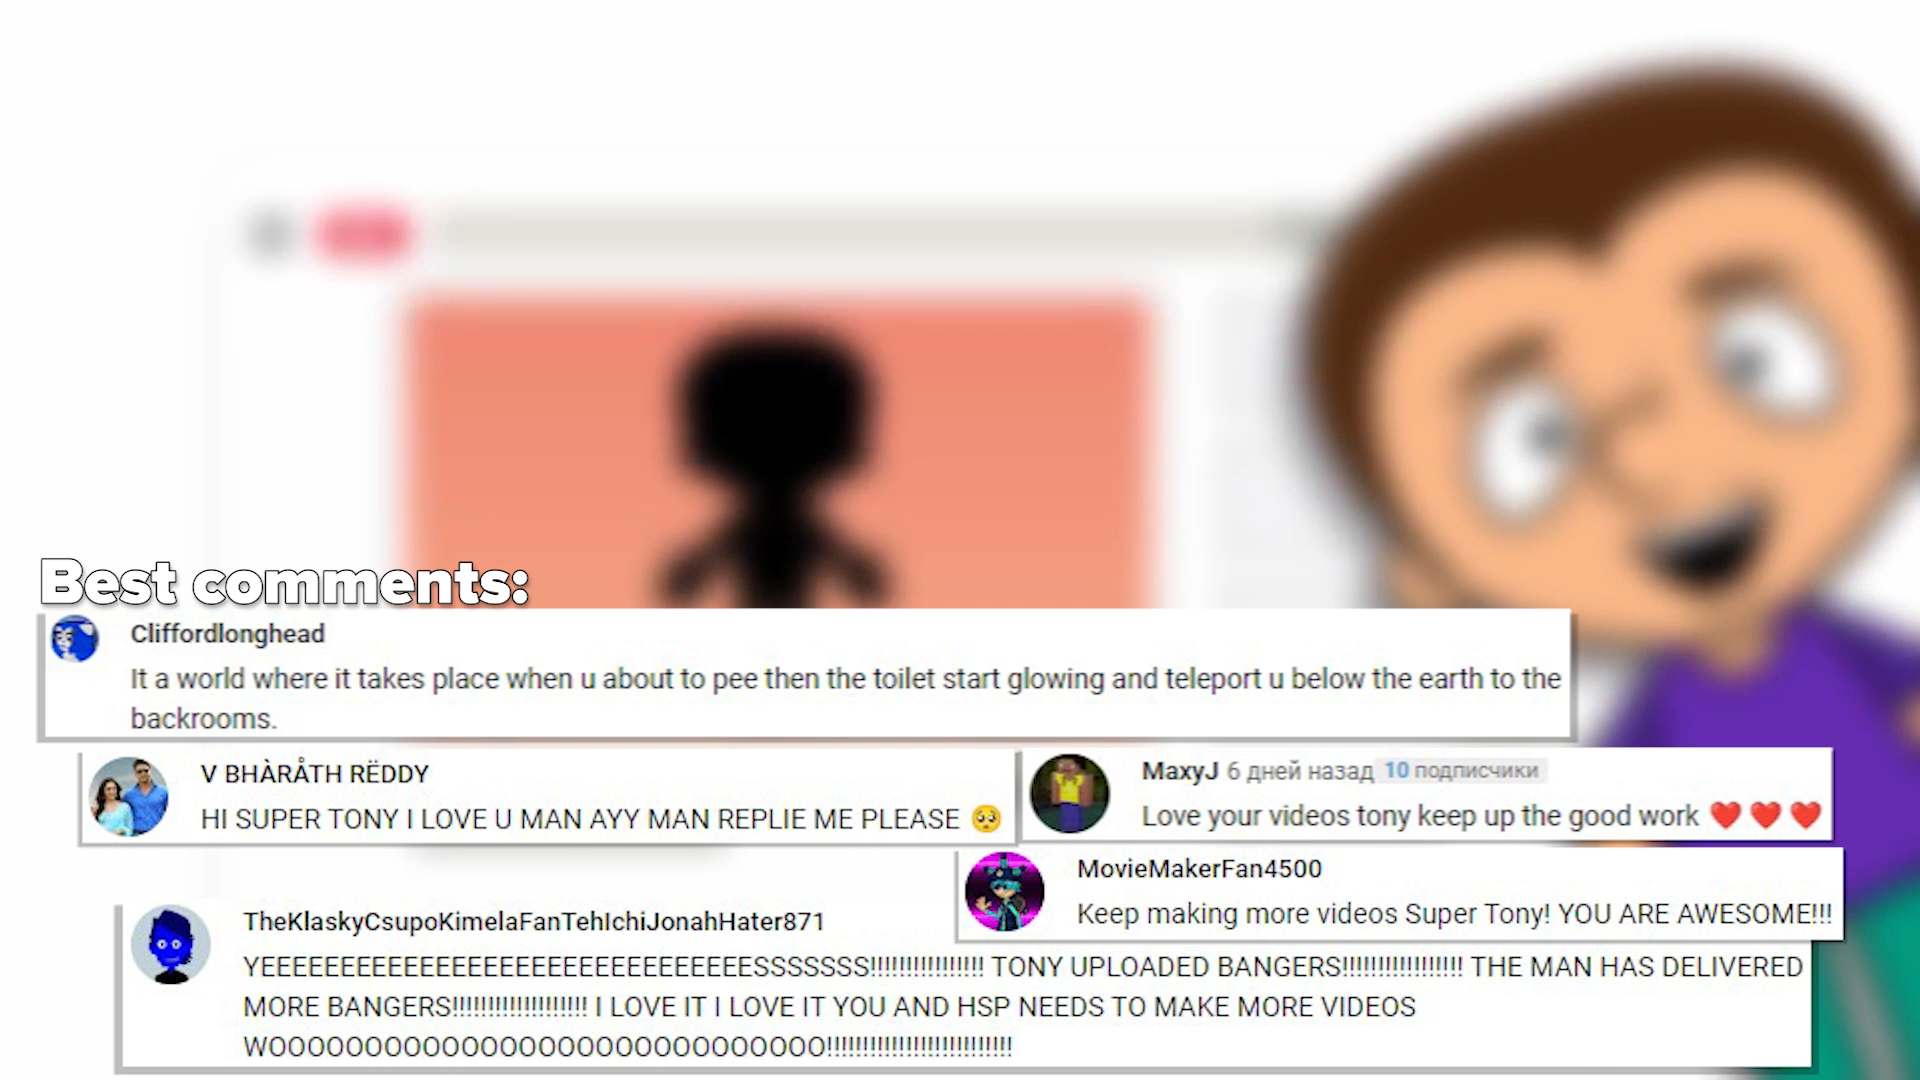 Best comments:
Cliffordlonghead
It a world where it takes place when u about to pee then the toilet start glowing and teleport u below the earth to the
backrooms.
V BHÀRÅTH RËDDY
HI SUPER TONY I LOVE U MAN AYY MAN REPLIE ME PLEASE 🥺
MaxyJ 6 дней назад 10 подписчики
Love your videos tony keep up the good work ❤️ ❤️ ❤️
MovieMakerFan4500
Keep making more videos Super Tony! YOU ARE AWESOME!!!
TheKlaskyCsupoKimelaFanTehIchiJonahHater871
YEEEEEEEEEEEEEEEEEEEEEEEEEEEEEEESSSSSSS!!!!!!!!!!!!!!!! TONY UPLOADED BANGERS!!!!!!!!!!!!!!!!! THE MAN HAS DELIVERED
MORE BANGERS!!!!!!!!!!!!!!!!!!! I LOVE IT I LOVE IT YOU AND HSP NEEDS TO MAKE MORE VIDEOS
WOOOOOOOOOOOOOOOOOOOOOOOOOOOOO!!!!!!!!!!!!!!!!!!!!!!!!!!